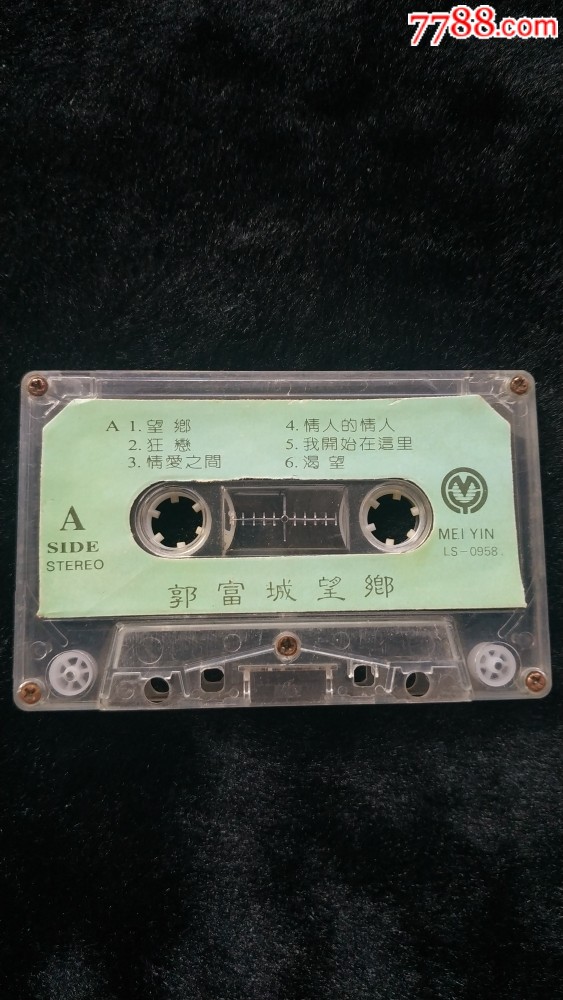 7788.com
A 1. 望鄉
2. 狂戀
3. 情愛之間
4. 情人的情人
5. 我開始在這里
6. 渴望
A
SIDE
STEREO
MEI YIN
LS-0958.
郭富城望鄉